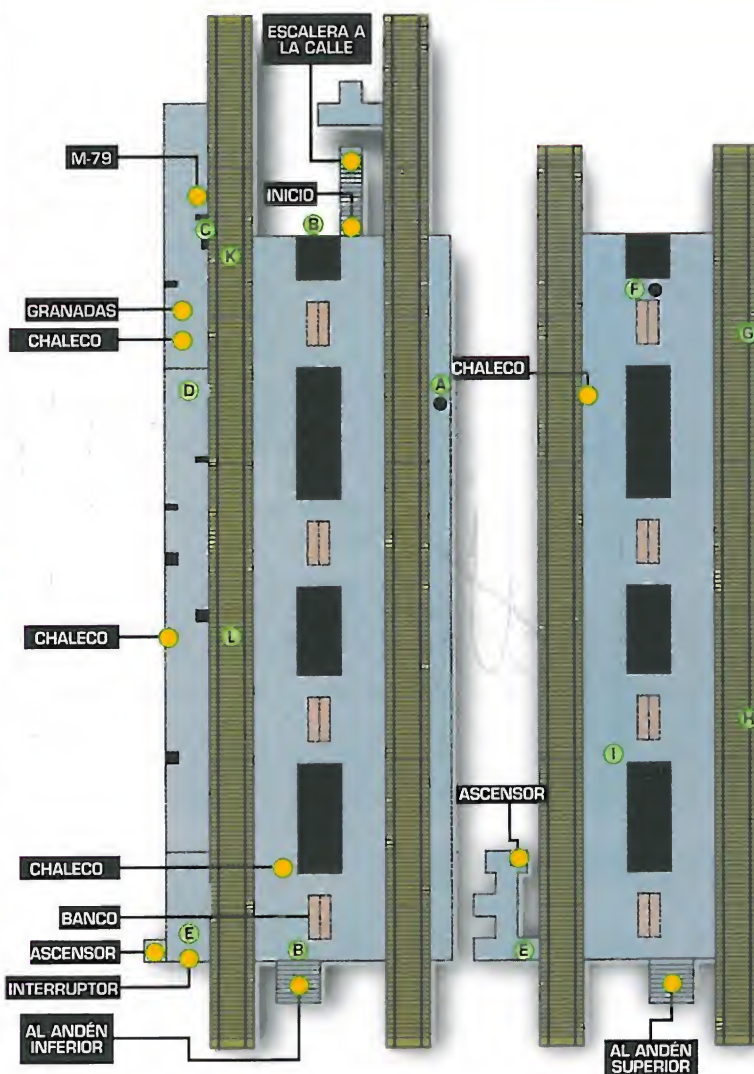 ESCALERA A
LA CALLE
M-79
INICIO
B
C
K
F
GRANADAS
G
CHALECO
CHALECO
D
A
CHALECO
L
H
I
ASCENSOR
CHALECO
BANCO
E
B
E
ASCENSOR
INTERRUPTOR
AL ANDÉN
INFERIOR
AL ANDÉN
SUPERIOR